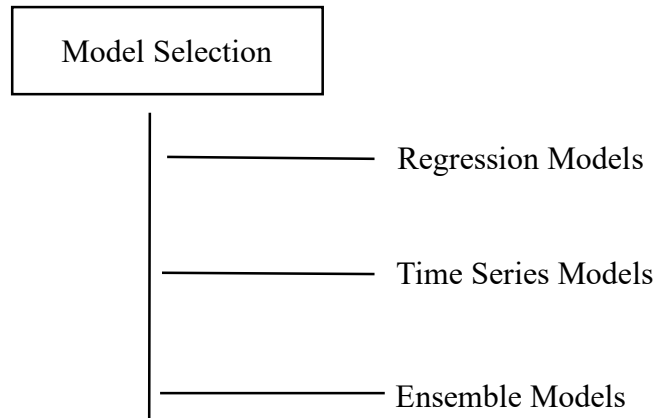 Model Selection
Regression Models
Time Series Models
Ensemble Models